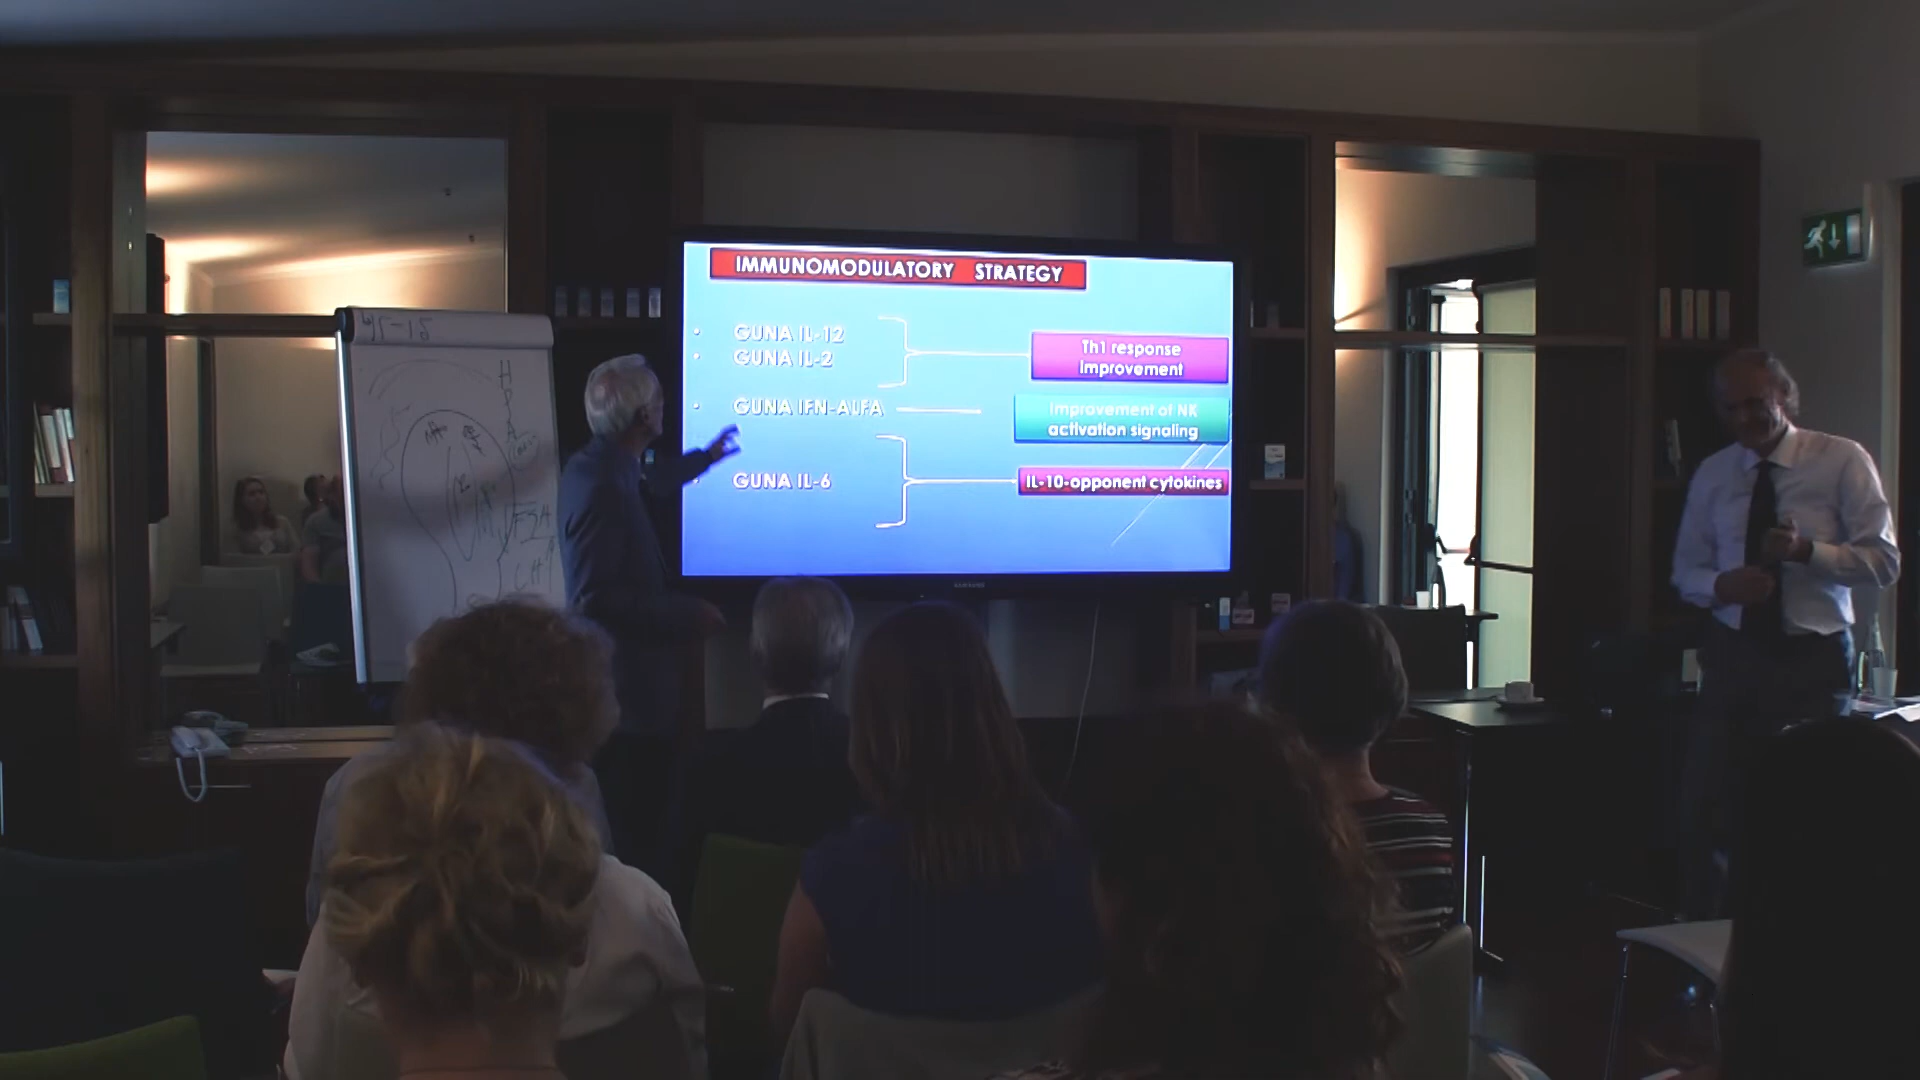 IMMUNOMODULATORY STRATEGY
GUNA IL-12
GUNA IL-2
Th1 response
improvement
GUNA IFN-ALFA
Improvement of NK
activation signaling
GUNA IL-6
IL-10-opponent cytokines
SAMSUNG
H
P
A